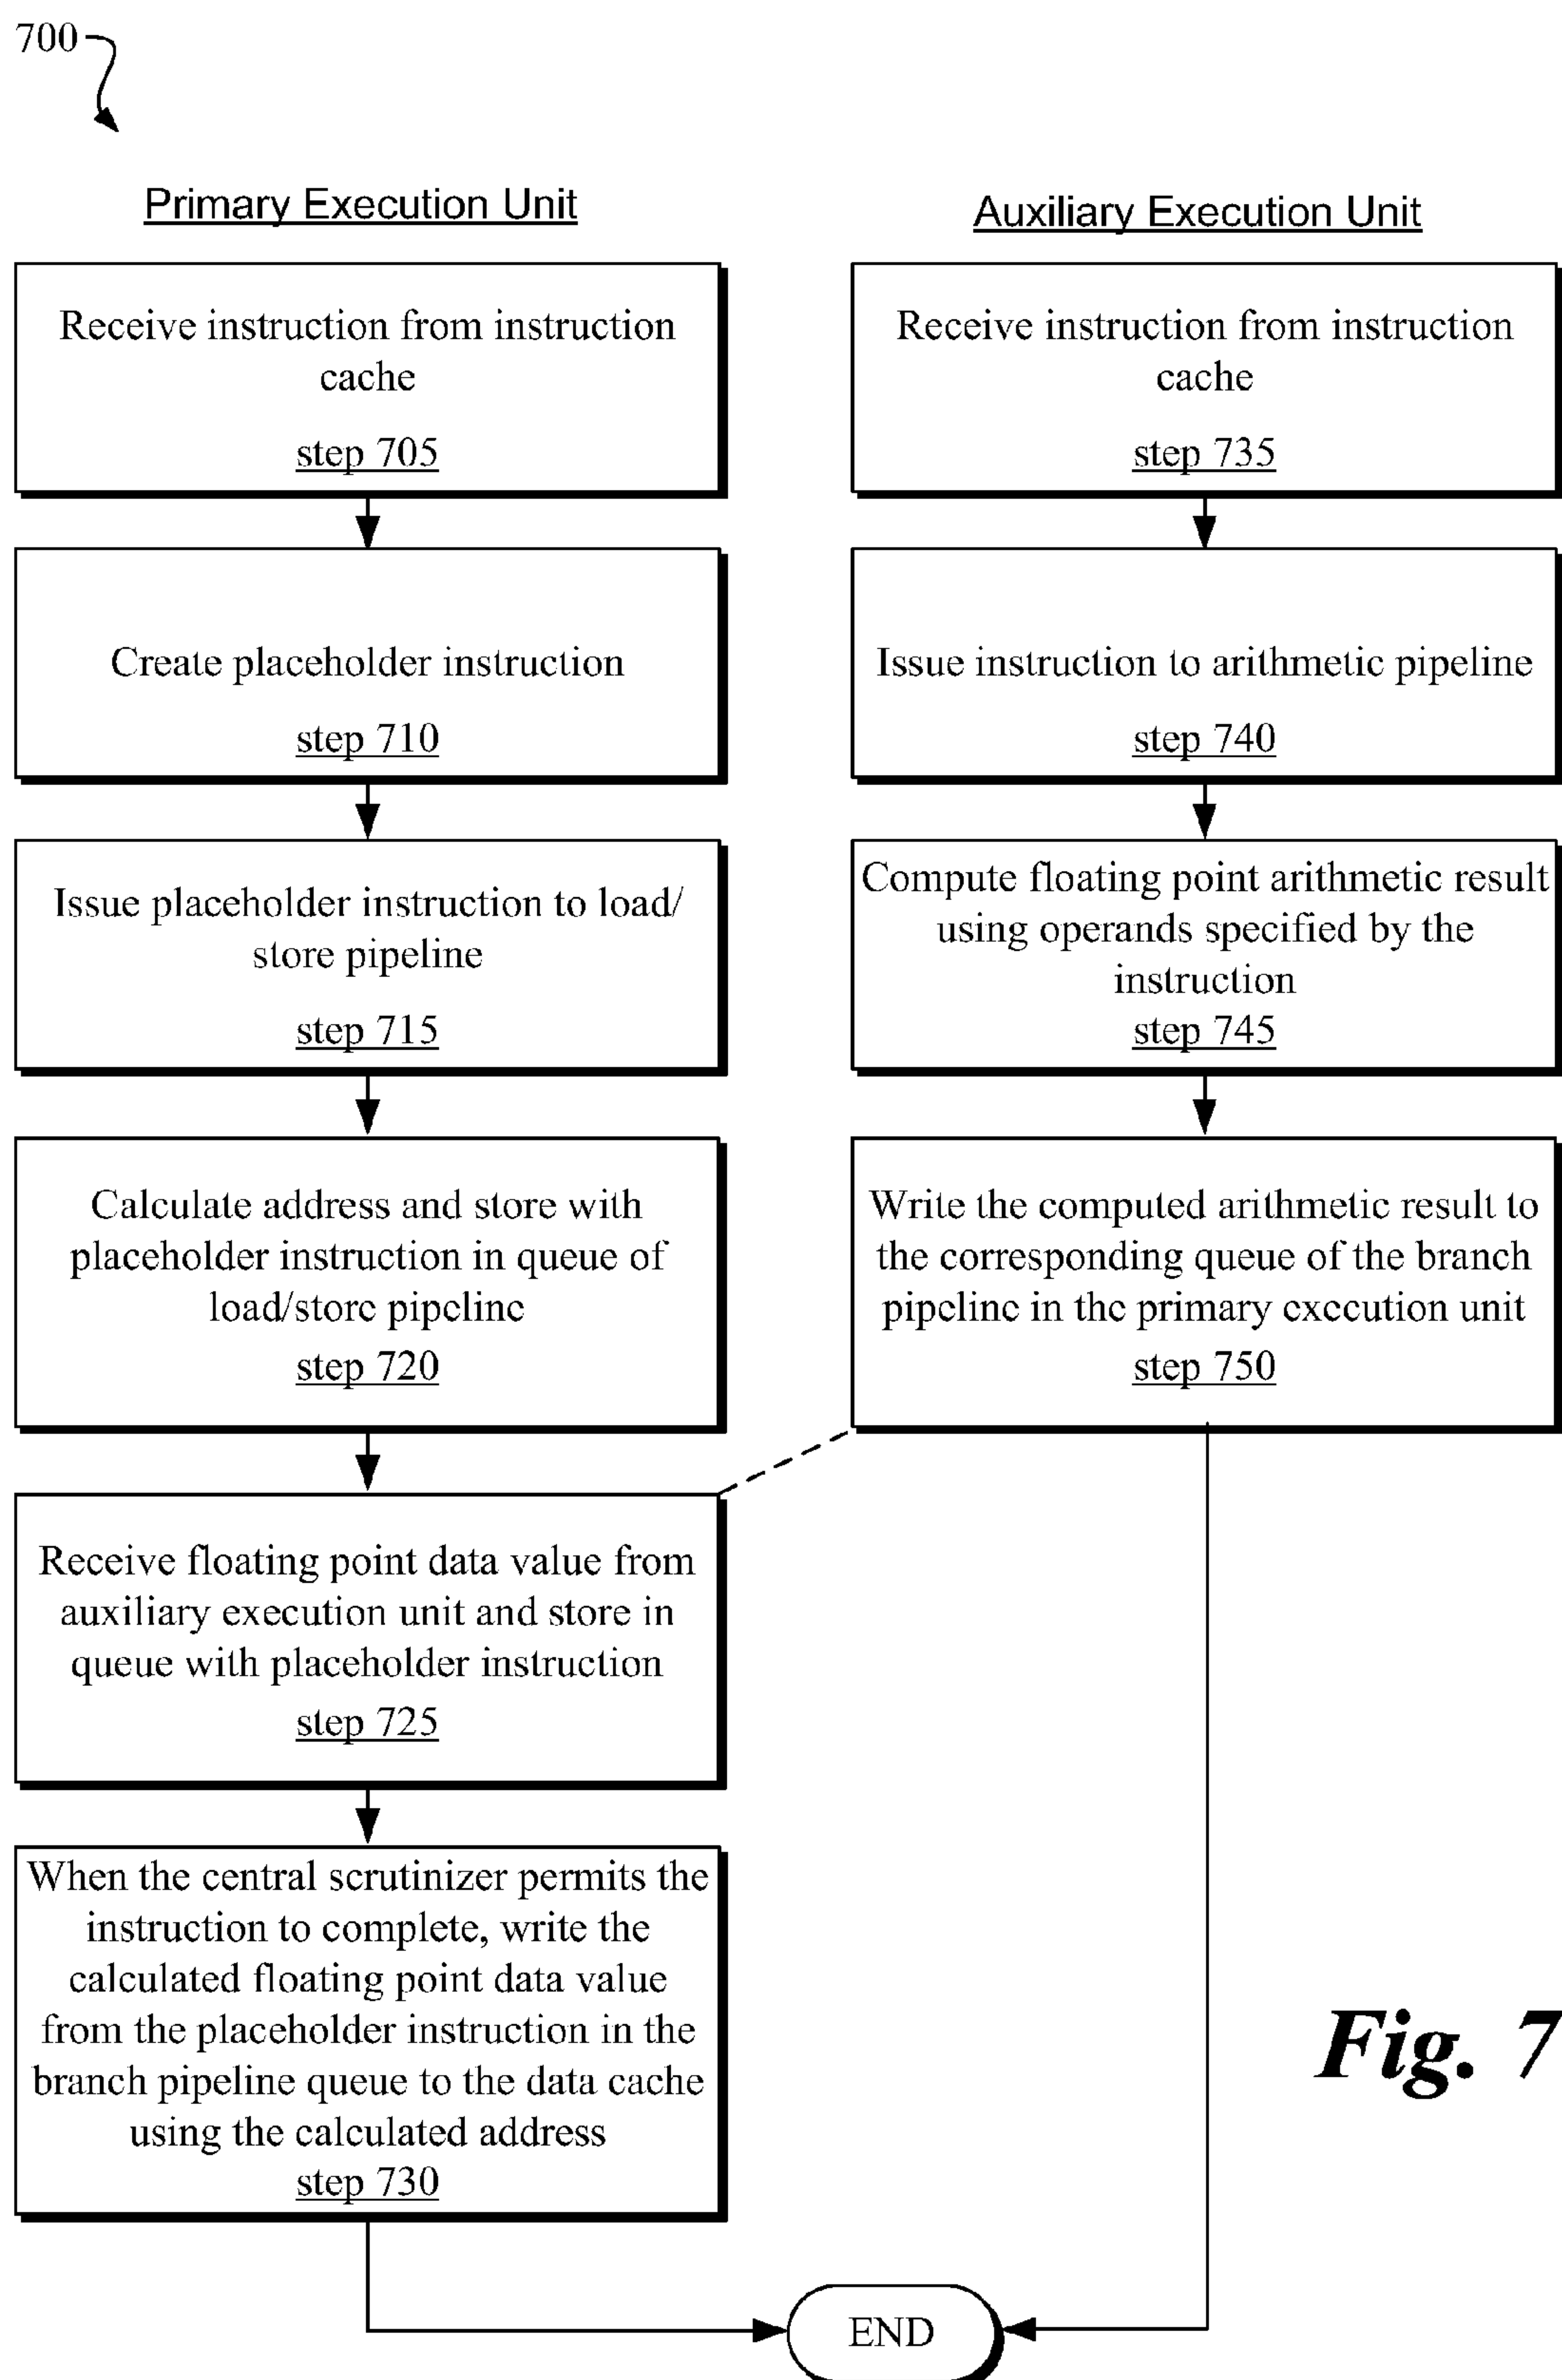 700
Primary Execution Unit
Receive instruction from instruction
cache
step 705
Create placeholder instruction
step 710
Issue placeholder instruction to load/
store pipeline
step 715
Calculate address and store with
placeholder instruction in queue of
load/store pipeline
step 720
Receive floating point data value from
auxiliary execution unit and store in
queue with placeholder instruction
step 725
When the central scrutinizer permits the
instruction to complete, write the
calculated floating point data value
from the placeholder instruction in the
branch pipeline queue to the data cache
using the calculated address
step 730
Auxiliary Execution Unit
Receive instruction from instruction
cache
step 735
Issue instruction to arithmetic pipeline
step 740
Compute floating point arithmetic result
using operands specified by the
instruction
step 745
Write the computed arithmetic result to
the corresponding queue of the branch
pipeline in the primary execution unit
step 750
END
Fig. 7